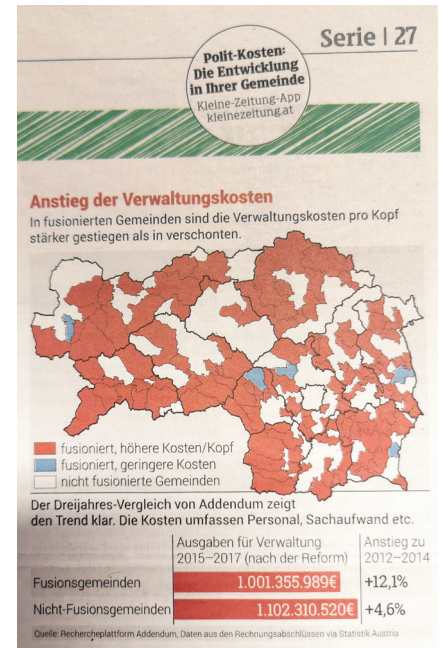 Serie | 27
Polit-Kosten:
Die Entwicklung
in Ihrer Gemeinde
Kleine-Zeitung-App
kleinezeitung.at
Anstieg der Verwaltungskosten
In fusionierten Gemeinden sind die Verwaltungskosten pro Kopf
stärker gestiegen als in verschonten.
fusioniert, höhere Kosten/Kopf
fusioniert, geringere Kosten
nicht fusionierte Gemeinden
Der Dreijahres-Vergleich von Addendum zeigt
den Trend klar. Die Kosten umfassen Personal, Sachaufwand etc.
Ausgaben für Verwaltung Anstieg zu
2015–2017 (nach der Reform) 2012–2014
Fusionsgemeinden 1.001.355.989€ +12,1%
Nicht-Fusionsgemeinden 1.102.310.520€ +4,6%
Quelle: Rechercheplattform Addendum, Daten aus den Rechnungsabschlüssen via Statistik Austria